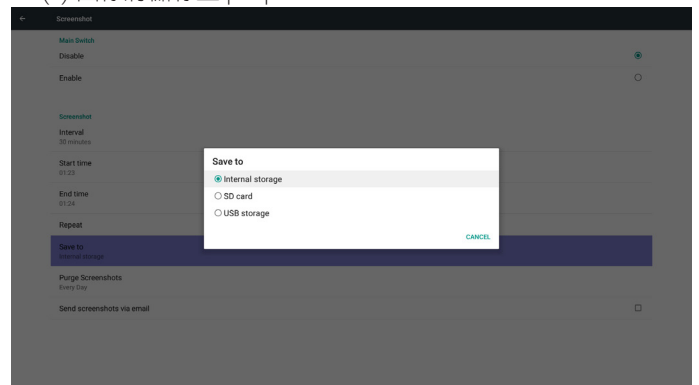 Screenshot
Main Switch
Disable
Enable
Screenshot
Interval
30 minutes
Start time
01:23
End time
01:24
Repeat
Save to
Internal storage
Purge Screenshots
Every Day
Send screenshots via email
Save to
Internal storage
SD card
USB storage
CANCEL